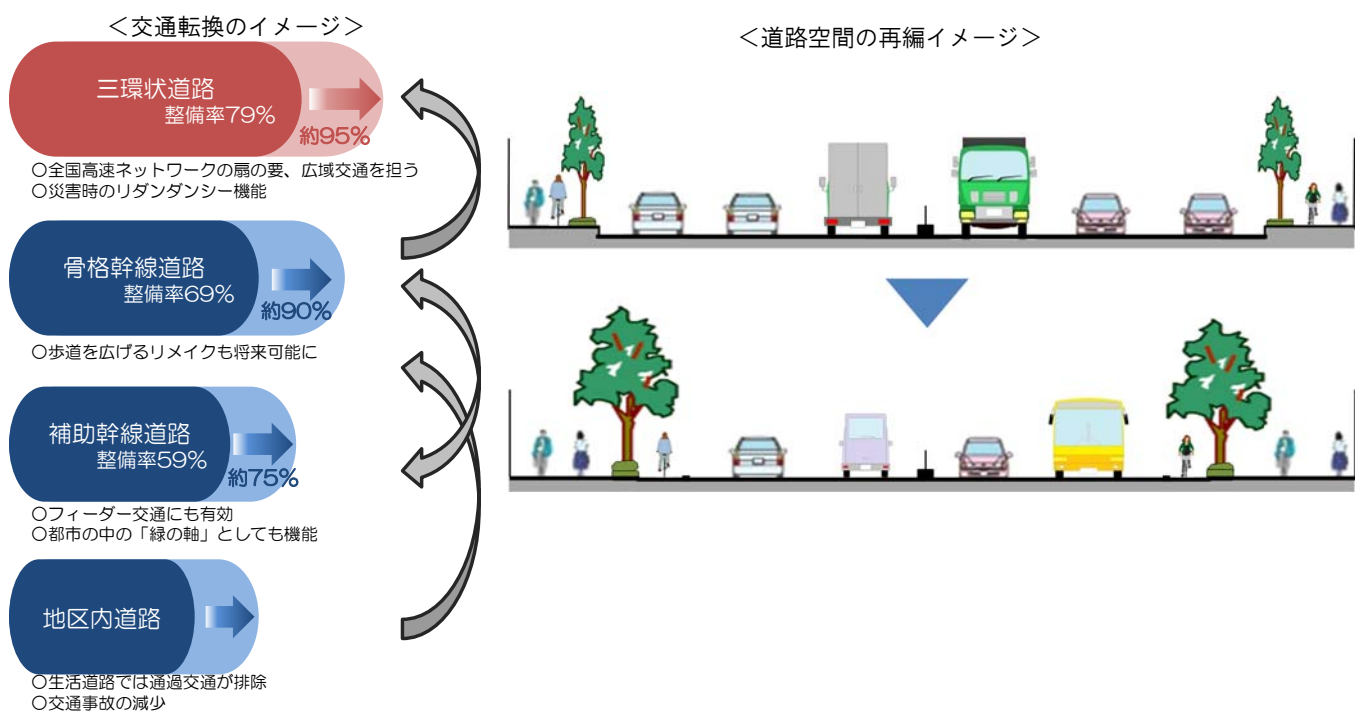 ＜交通転換のイメージ＞
三環状道路
整備率79%
約95%
○全国高速ネットワークの扇の要、広域交通を担う
○災害時のリダンダンシー機能
骨格幹線道路
整備率69%
約90%
○歩道を広げるリメイクも将来可能に
補助幹線道路
整備率59%
約75%
○フィーダー交通にも有効
○都市の中の「緑の軸」としても機能
地区内道路
○生活道路では通過交通が排除
○交通事故の減少
＜道路空間の再編イメージ＞